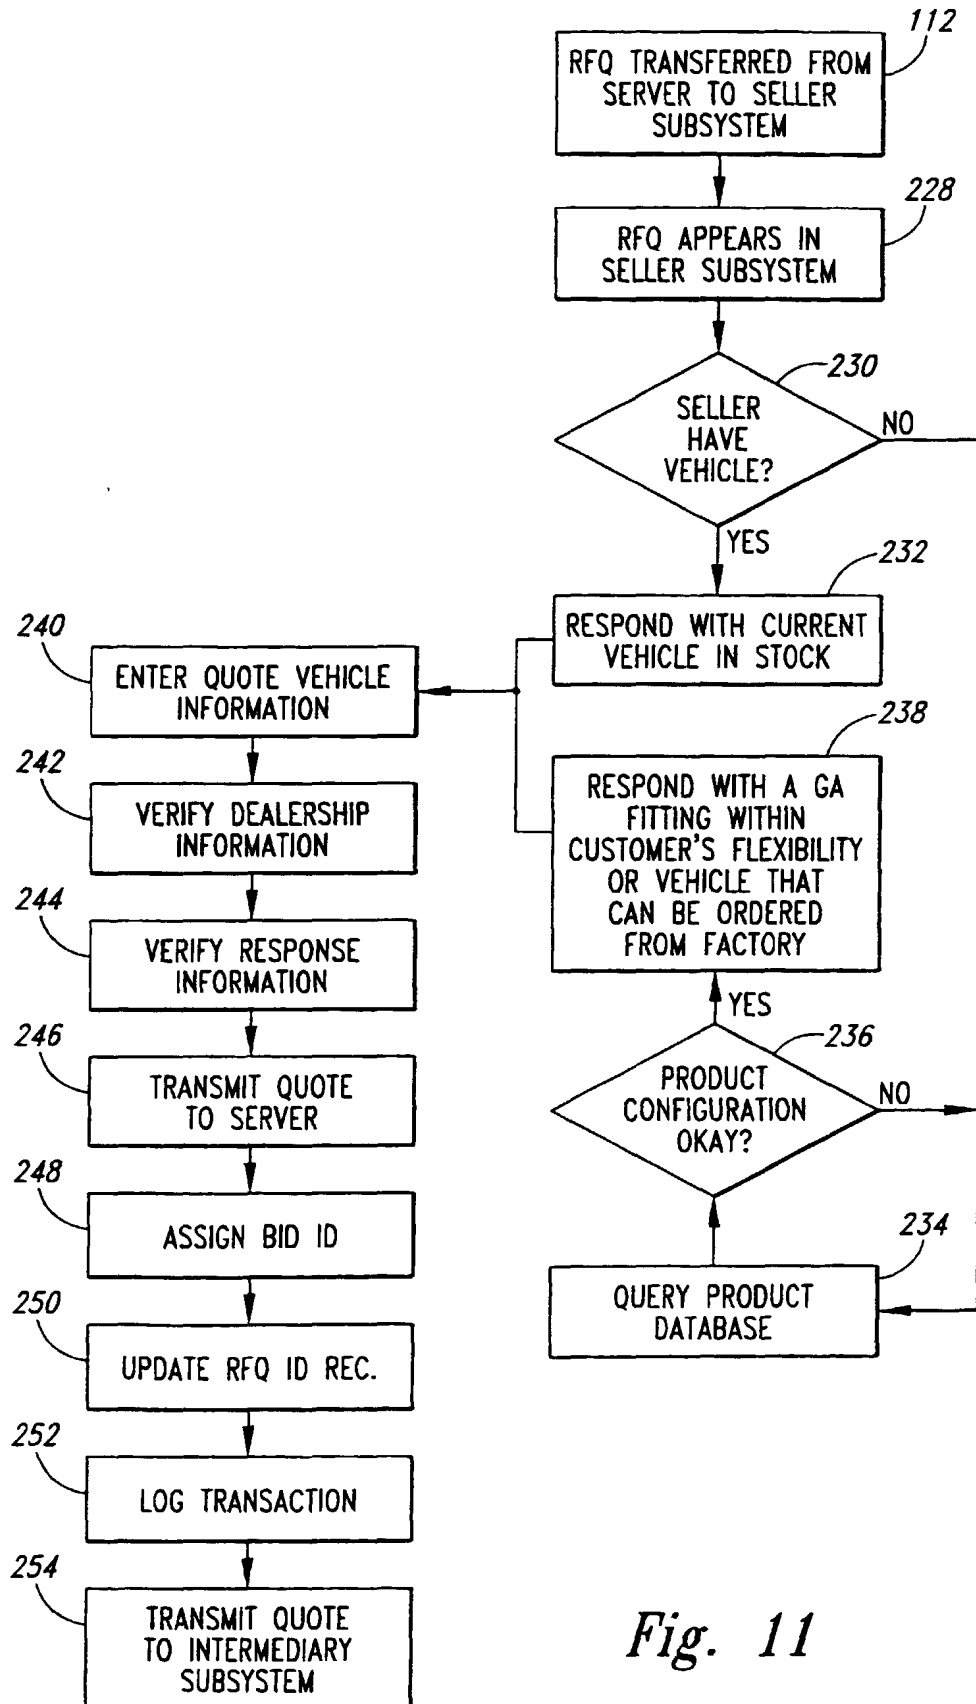 112
RFQ TRANSFERRED FROM
SERVER TO SELLER
SUBSYSTEM
228
RFQ APPEARS IN
SELLER SUBSYSTEM
230
SELLER
HAVE
VEHICLE?
NO
YES
232
RESPOND WITH CURRENT
VEHICLE IN STOCK
238
RESPOND WITH A GA
FITTING WITHIN
CUSTOMER'S FLEXIBILITY
OR VEHICLE THAT
CAN BE ORDERED
FROM FACTORY
YES
236
PRODUCT
CONFIGURATION
OKAY?
NO
234
QUERY PRODUCT
DATABASE
240
ENTER QUOTE VEHICLE
INFORMATION
242
VERIFY DEALERSHIP
INFORMATION
244
VERIFY RESPONSE
INFORMATION
246
TRANSMIT QUOTE
TO SERVER
248
ASSIGN BID ID
250
UPDATE RFQ ID REC.
252
LOG TRANSACTION
254
TRANSMIT QUOTE
TO INTERMEDIARY
SUBSYSTEM
Fig. 11